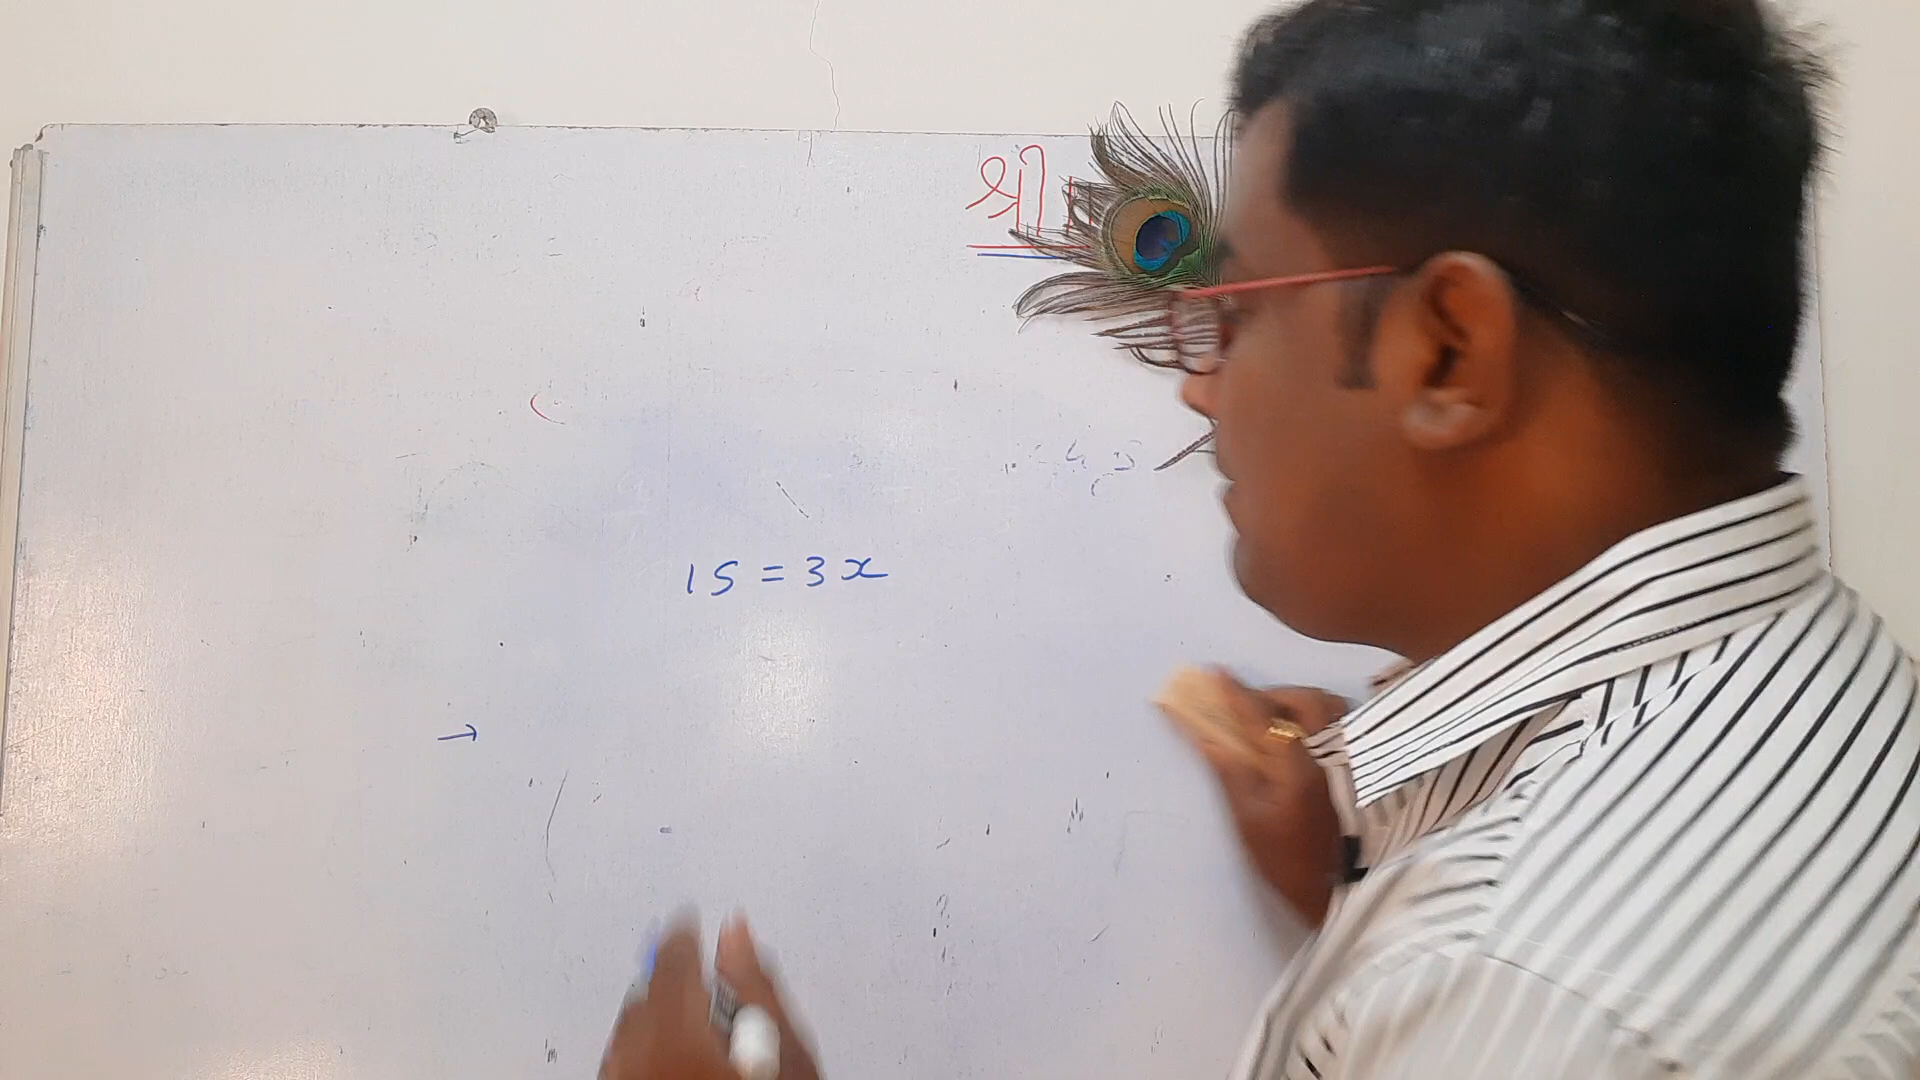 श्री
15 = 3x
→